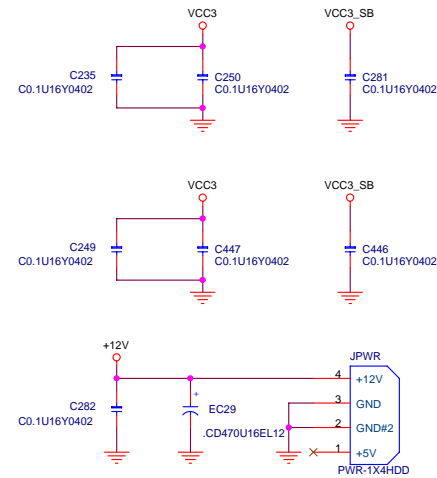 VCC3
VCC3_SB
C235
C0.1U16Y0402
C250
C0.1U16Y0402
C281
C0.1U16Y0402
VCC3
VCC3_SB
C249
C0.1U16Y0402
C447
C0.1U16Y0402
C446
C0.1U16Y0402
+12V
JPWR
C282
C0.1U16Y0402
+
EC29
.CD470U16EL12
4 +12V
3 GND
2 GND#2
1 +5V
PWR-1X4HDD